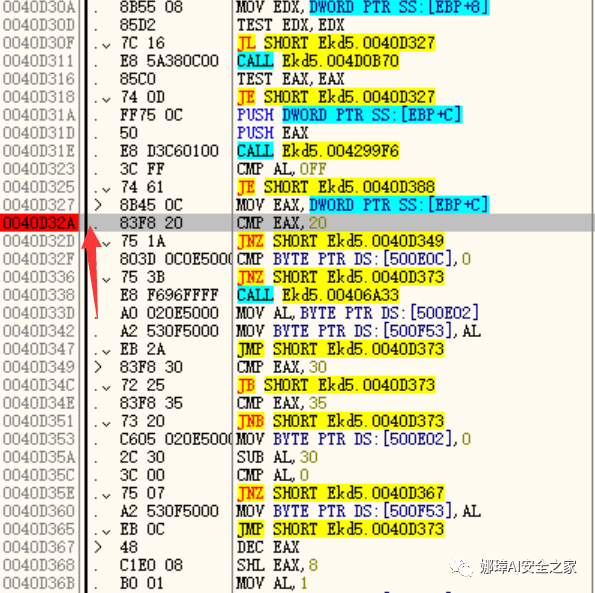 0040D30A . 8B55 08 MOV EDX,DWORD PTR SS:[EBP+8]
0040D30D . 85D2 TEST EDX,EDX
0040D30F . 7C 16 JL SHORT Ekd5.0040D327
0040D311 . E8 5A380C00 CALL Ekd5.004D0B70
0040D316 . 85C0 TEST EAX,EAX
0040D318 . 74 0D JE SHORT Ekd5.0040D327
0040D31A . FF75 0C PUSH DWORD PTR SS:[EBP+C]
0040D31D . 50 PUSH EAX
0040D31E . E8 D3C60100 CALL Ekd5.004299F6
0040D323 . 3C FF CMP AL,0FF
0040D325 . 74 61 JE SHORT Ekd5.0040D388
0040D327 > 8B45 0C MOV EAX,DWORD PTR SS:[EBP+C]
0040D32A . 83F8 20 CMP EAX,20
0040D32D . 75 1A JNZ SHORT Ekd5.0040D349
0040D32F . 803D 0C0E5000 CMP BYTE PTR DS:[500E0C],0
0040D336 . 75 3B JNZ SHORT Ekd5.0040D373
0040D338 . E8 F696FFFF CALL Ekd5.00406A33
0040D33D . A0 020E5000 MOV AL,BYTE PTR DS:[500E02]
0040D342 . A2 530F5000 MOV BYTE PTR DS:[500F53],AL
0040D347 . EB 2A JMP SHORT Ekd5.0040D373
0040D349 > 83F8 30 CMP EAX,30
0040D34C . 72 25 JB SHORT Ekd5.0040D373
0040D34E . 83F8 35 CMP EAX,35
0040D351 . 73 20 JNB SHORT Ekd5.0040D373
0040D353 . C605 020E5000 MOV BYTE PTR DS:[500E02],0
0040D35A . 2C 30 SUB AL,30
0040D35C . 3C 00 CMP AL,0
0040D35E . 75 07 JNZ SHORT Ekd5.0040D367
0040D360 . A2 530F5000 MOV BYTE PTR DS:[500F53],AL
0040D365 . EB 0C JMP SHORT Ekd5.0040D373
0040D367 > 48 DEC EAX
0040D368 . C1E0 08 SHL EAX,8
0040D36B . B0 01 MOV AL,1
娜璋AI安全之家